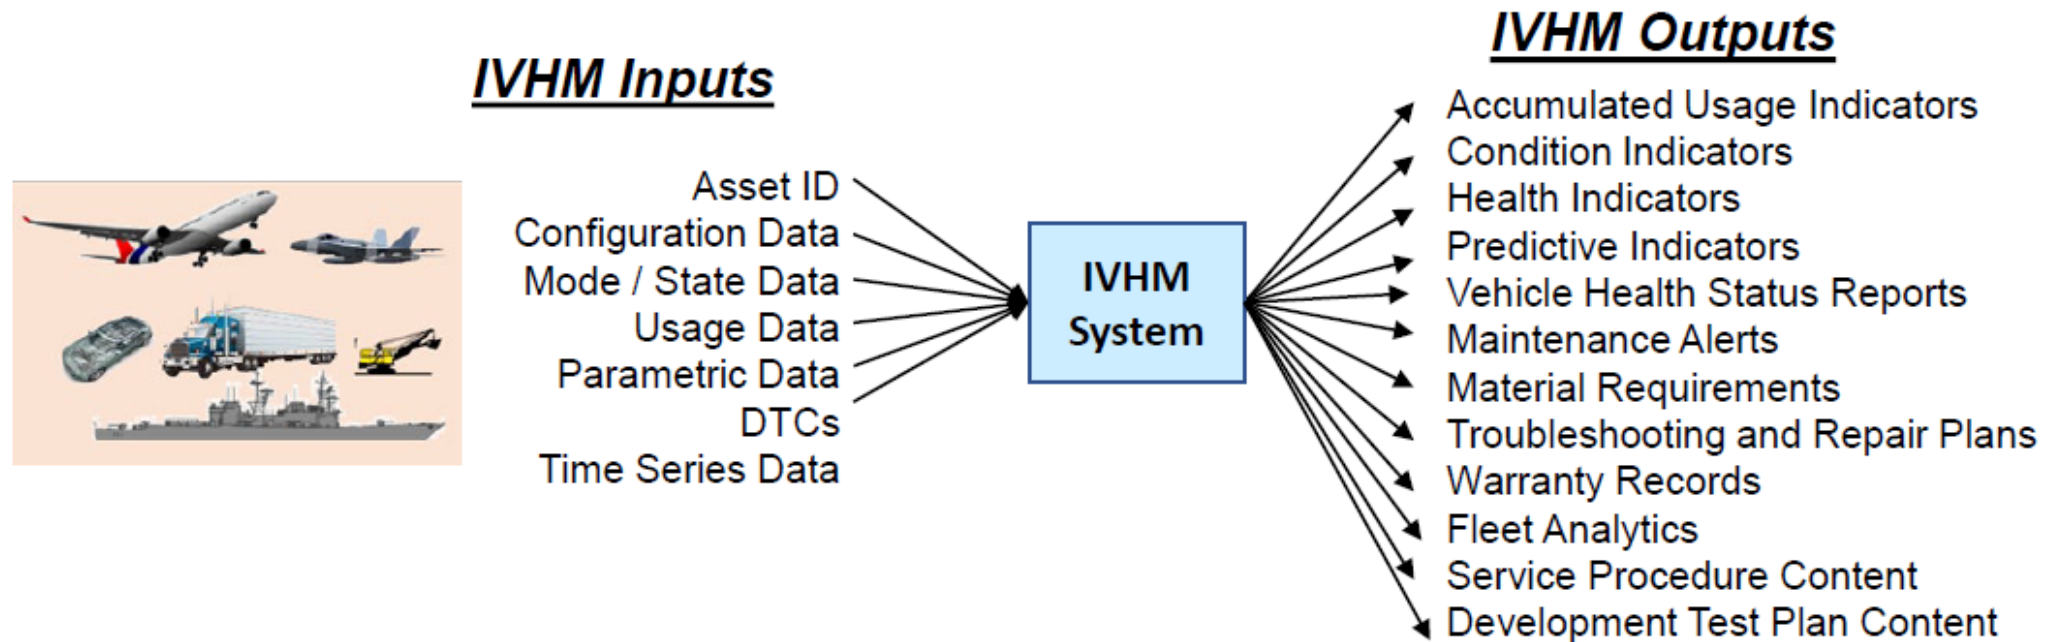 IVHM Inputs
Asset ID
Configuration Data
Mode / State Data
Usage Data
Parametric Data
DTCs
Time Series Data
IVHM
System
IVHM Outputs
Accumulated Usage Indicators
Condition Indicators
Health Indicators
Predictive Indicators
Vehicle Health Status Reports
Maintenance Alerts
Material Requirements
Troubleshooting and Repair Plans
Warranty Records
Fleet Analytics
Service Procedure Content
Development Test Plan Content